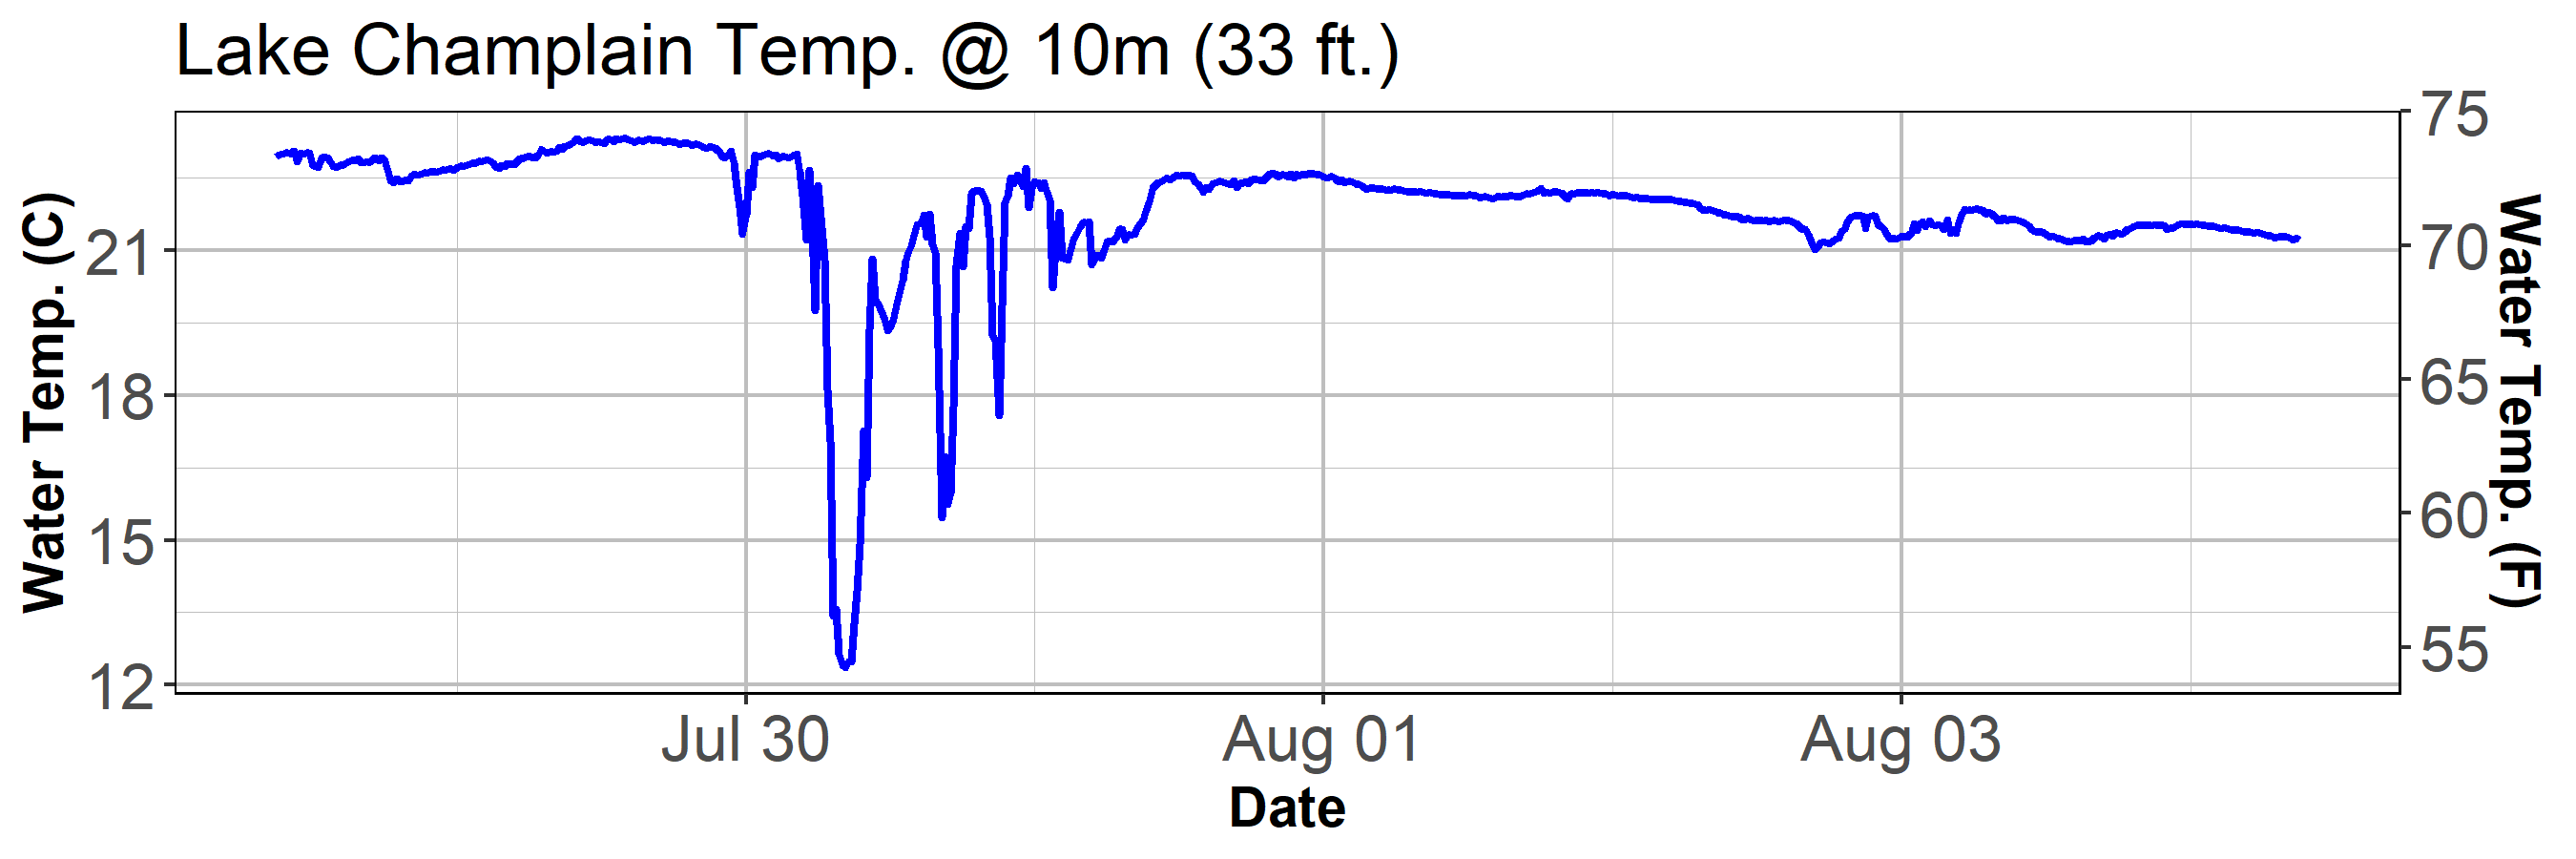 Lake Champlain Temp. @ 10m (33 ft.)
Water Temp. (C)
21
18
15
12
75
70
65
60
55
Water Temp. (F)
Jul 30 Aug 01 Aug 03
Date